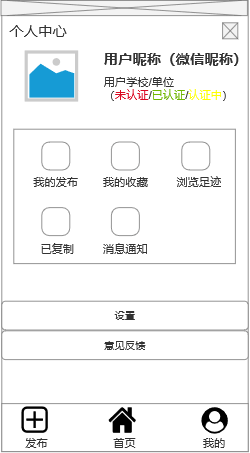 个人中心
用户昵称（微信昵称）
用户学校/单位
（未认证/已认证/认证中）
我的发布 我的收藏 浏览足迹
已复制 消息通知
设置
意见反馈
发布 首页 我的